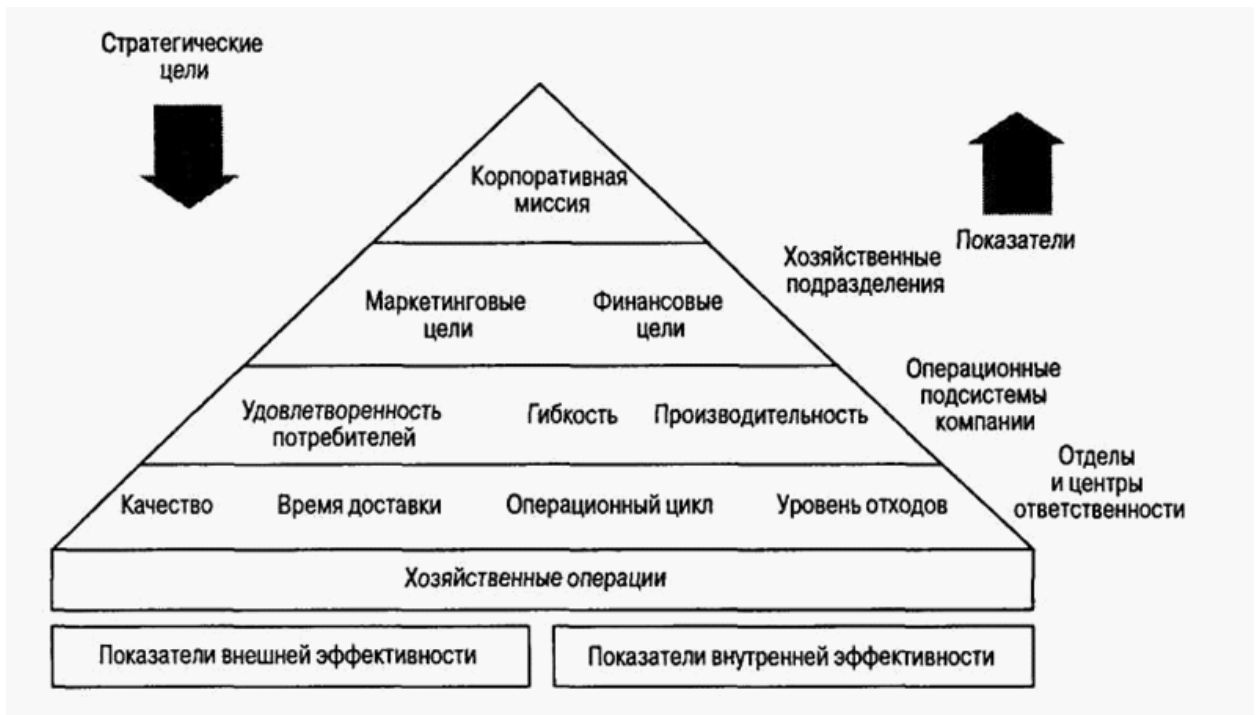 Стратегические
цели
Корпоративная
миссия
Показатели
Хозяйственные
подразделения
Маркетинговые
цели
Финансовые
цели
Операционные
подсистемы
компании
Удовлетворенность
потребителей
Гибкость
Производительность
Отделы
и центры
ответственности
Качество
Время доставки
Операционный цикл
Уровень отходов
Хозяйственные операции
Показатели внешней эффективности
Показатели внутренней эффективности